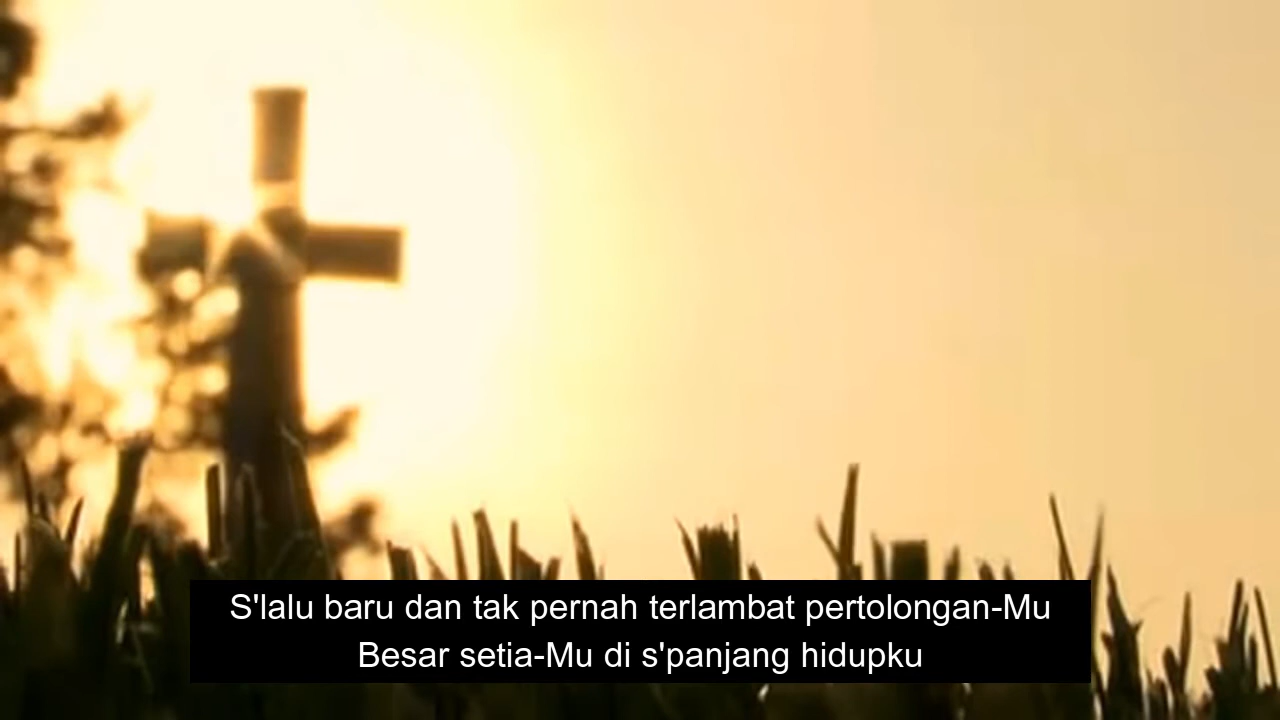 S'lalu baru dan tak pernah terlambat pertolongan-Mu
Besar setia-Mu di s'panjang hidupku